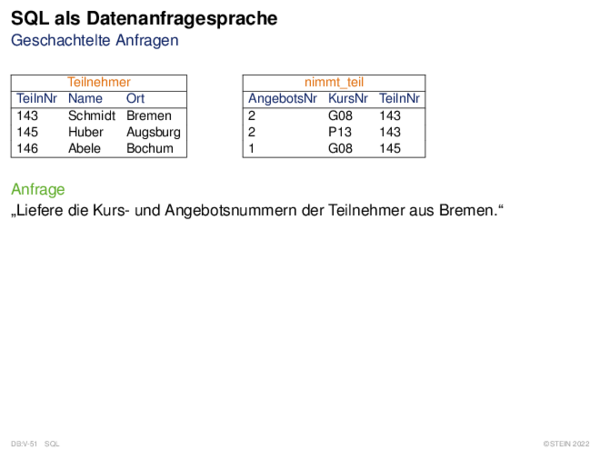 SQL als Datenanfragesprache
Geschachtelte Anfragen
Teilnehmer
TeilnNr Name Ort
143 Schmidt Bremen
145 Huber Augsburg
146 Abele Bochum
nimmt_teil
AngebotsNr KursNr TeilnNr
2 G08 143
2 P13 143
1 G08 145
Anfrage
„Liefere die Kurs- und Angebotsnummern der Teilnehmer aus Bremen.“
DB:V-51 SQL
©STEIN 2022